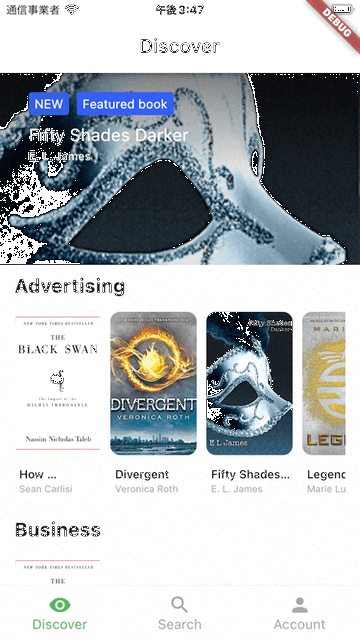 通信事業者 午後3:47
DEBUG
Discover
NEW Featured book
Fifty Shades Darker
E. L. James
Advertising
NEW YORK TIMES BESTSELLER
THE
BLACK SWAN
The Impact of the
HIGHLY IMPROBABLE
Nassim Nicholas Taleb
DIVERGENT
VERONICA ROTH
Fifty Shades
Darker
E L James
MARI
LEG
How ...
Sean Carlisi
Divergent
Veronica Roth
Fifty Shades...
E. L. James
Legend
Marie Lu
Business
NEW YORK TIMES BESTSELLER
THE
Discover Search Account